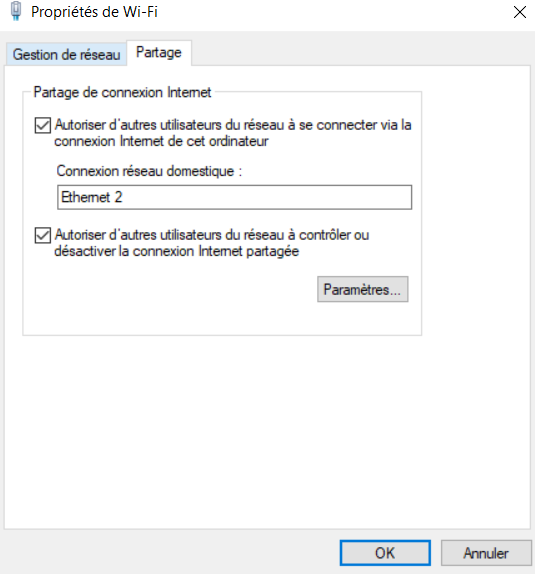 Propriétés de Wi-Fi
Gestion de réseau
Partage
Partage de connexion Internet
Autoriser d'autres utilisateurs du réseau à se connecter via la
connexion Internet de cet ordinateur
Connexion réseau domestique :
Ethernet 2
Autoriser d'autres utilisateurs du réseau à contrôler ou
désactiver la connexion Internet partagée
Paramètres...
OK
Annuler